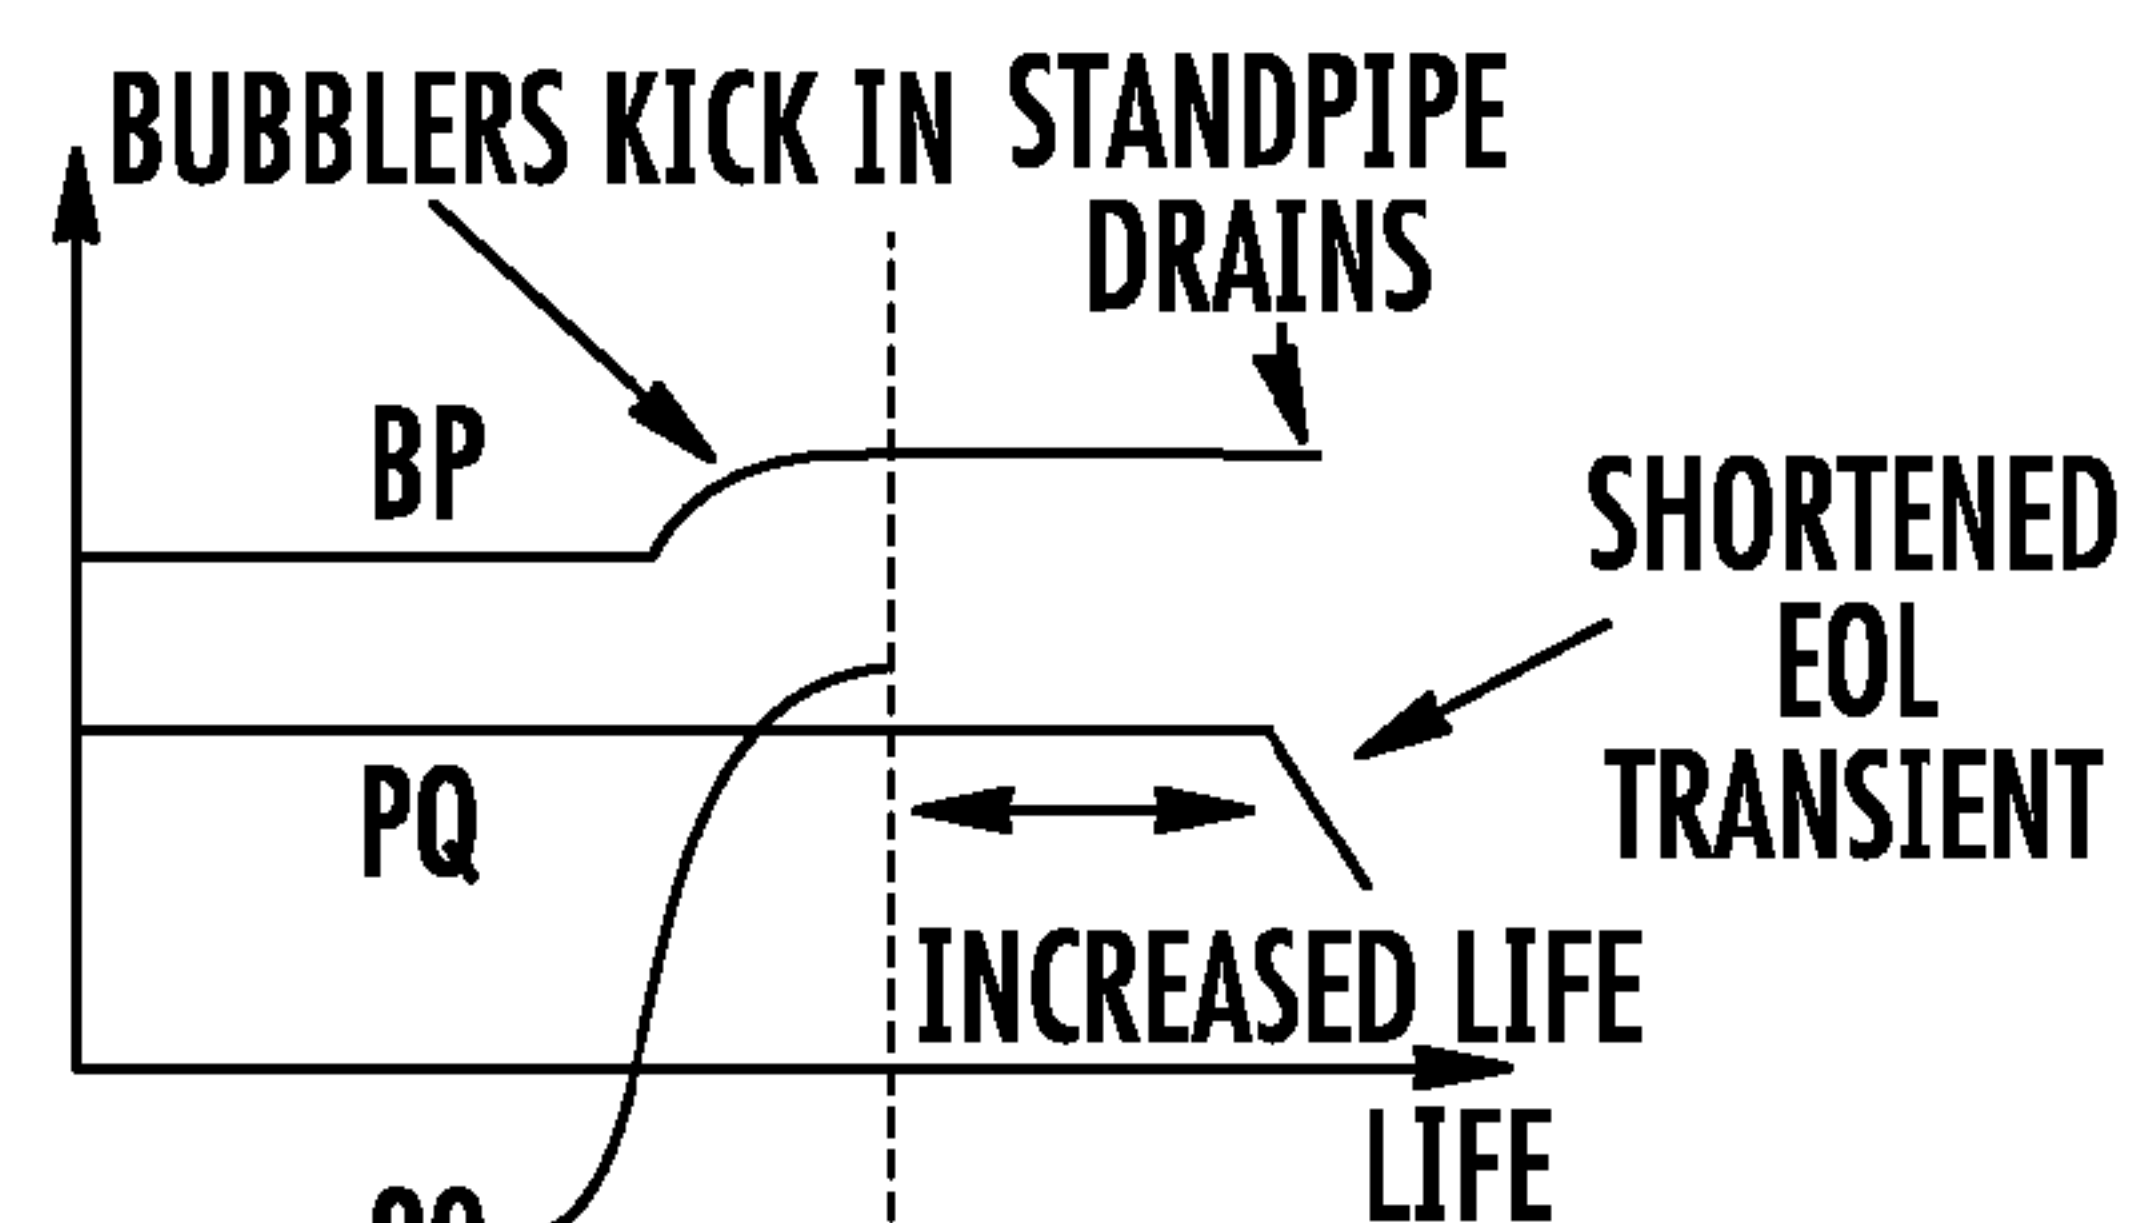 BUBBLERS KICK IN
STANDPIPE
DRAINS
BP
SHORTENED
EOL
TRANSIENT
PQ
INCREASED LIFE
LIFE